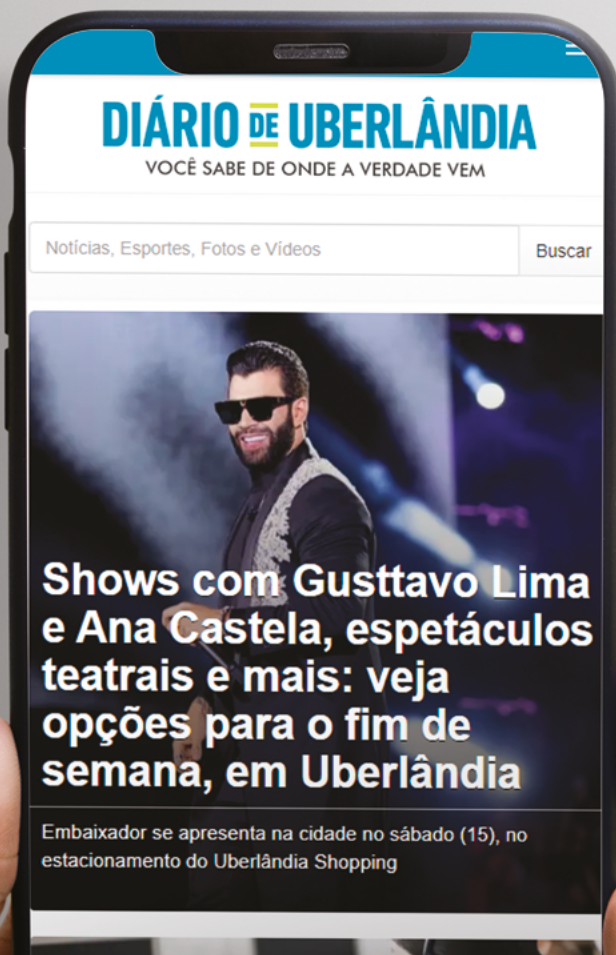 DIÁRIO DE UBERLÂNDIA
VOCÊ SABE DE ONDE A VERDADE VEM
Notícias, Esportes, Fotos e Vídeos
Buscar
Shows com Gusttavo Lima
e Ana Castela, espetáculos
teatrais e mais: veja
opções para o fim de
semana, em Uberlândia
Embaixador se apresenta na cidade no sábado (15), no
estacionamento do Uberlândia Shopping